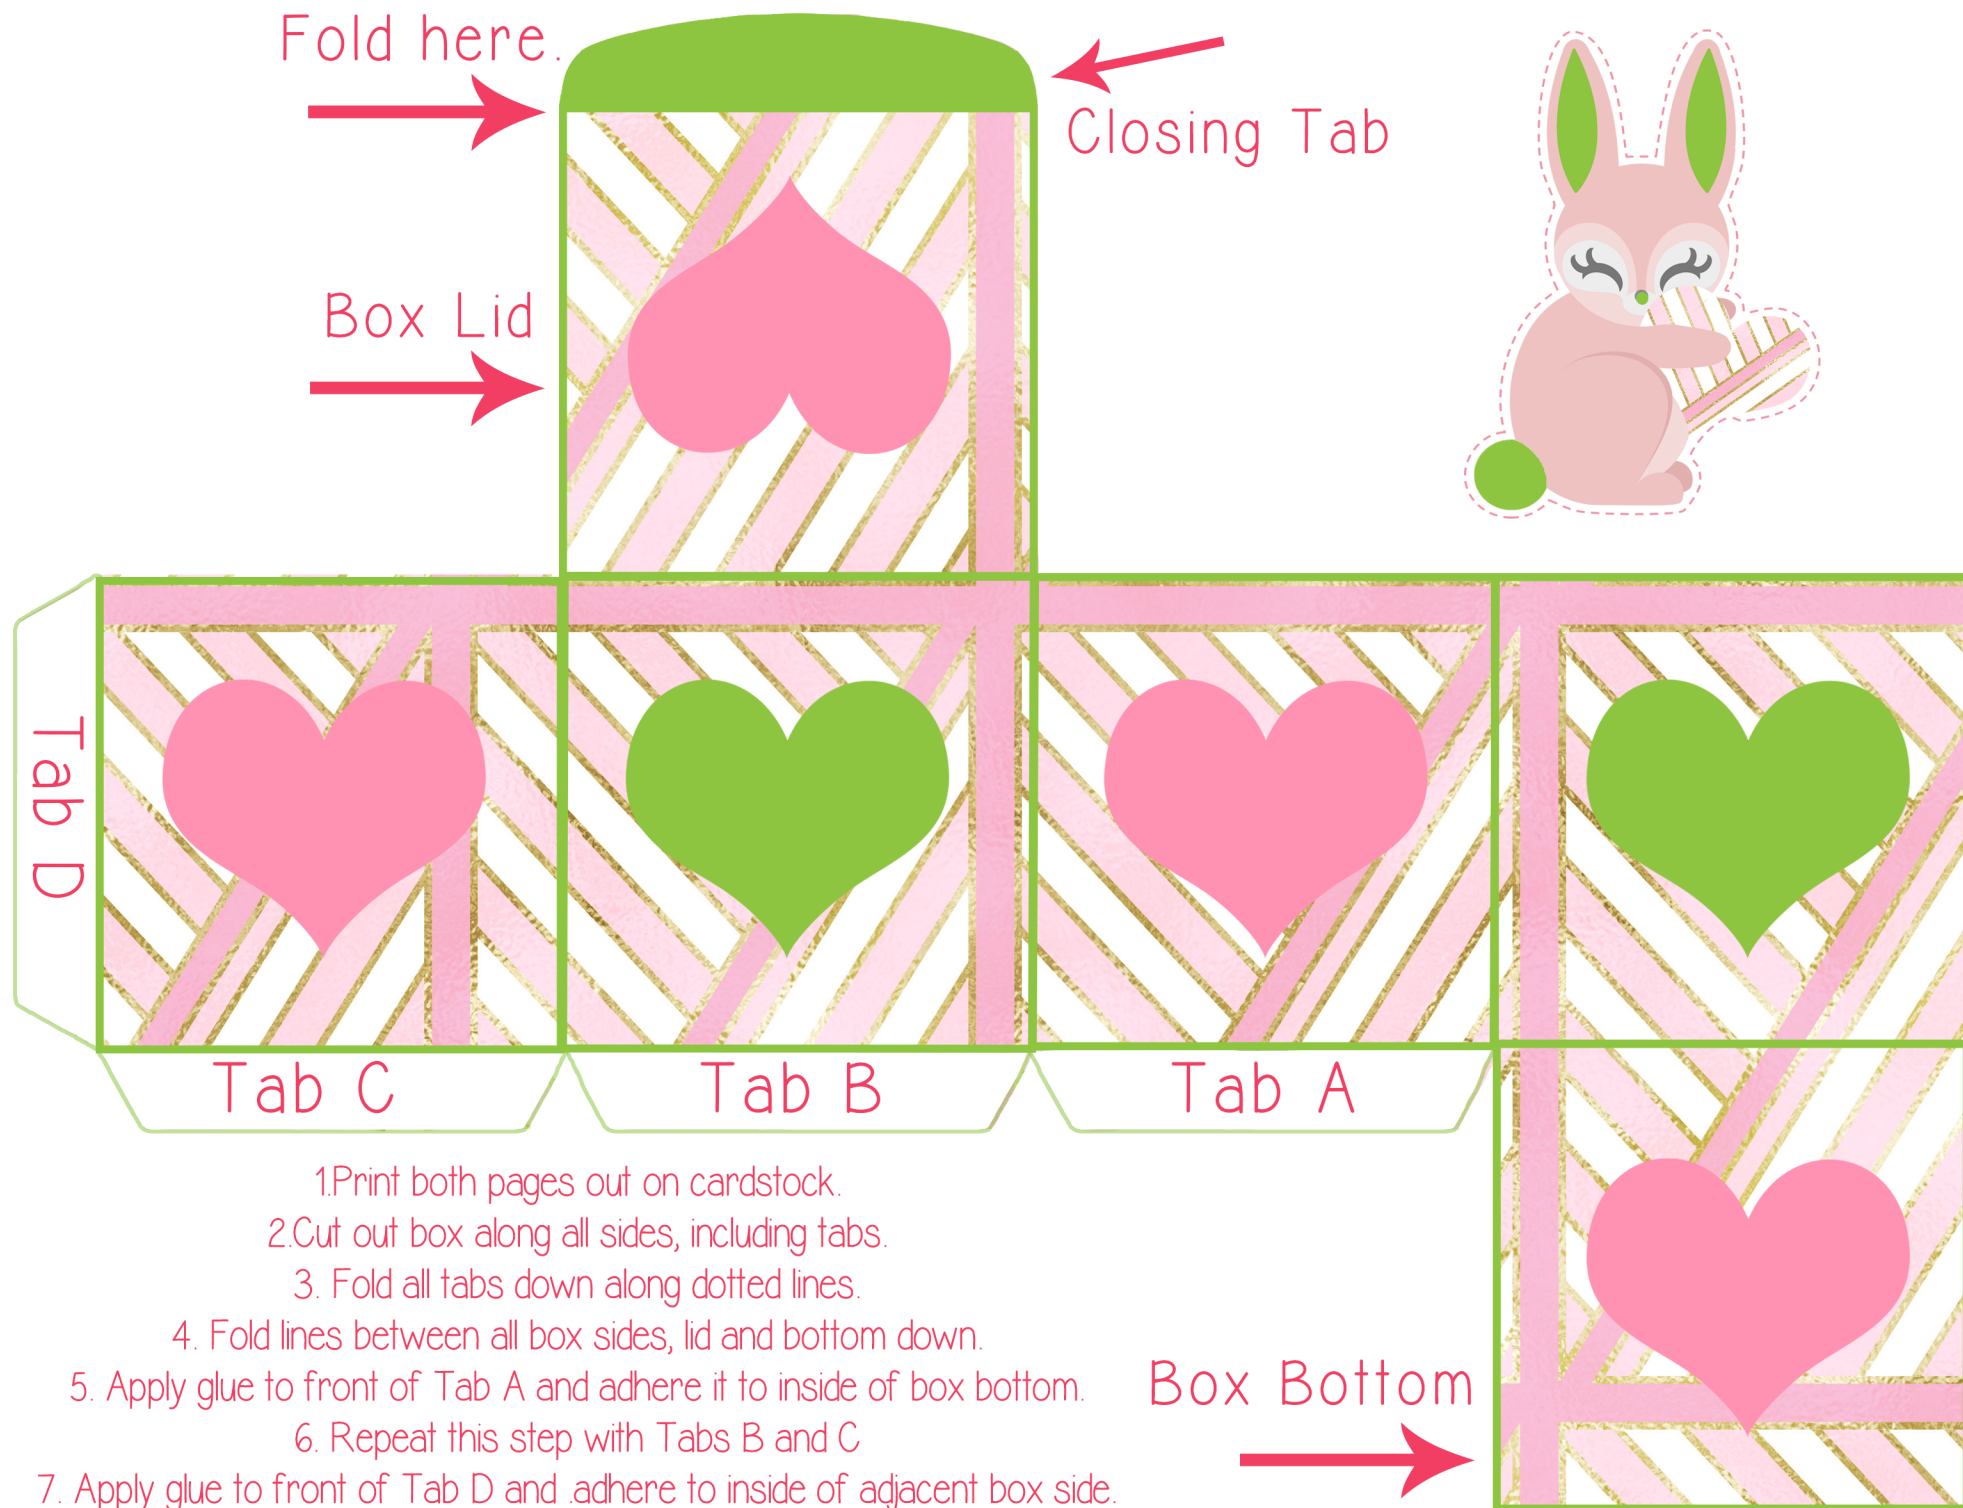 Fold here.
Closing Tab
Box Lid
Tab D
Tab C
Tab B
Tab A
1.Print both pages out on cardstock.
2.Cut out box along all sides, including tabs.
3. Fold all tabs down along dotted lines.
4. Fold lines between all box sides, lid and bottom down.
5. Apply glue to front of Tab A and adhere it to inside of box bottom.
6. Repeat this step with Tabs B and C
7. Apply glue to front of Tab D and .adhere to inside of adjacent box side.
Box Bottom